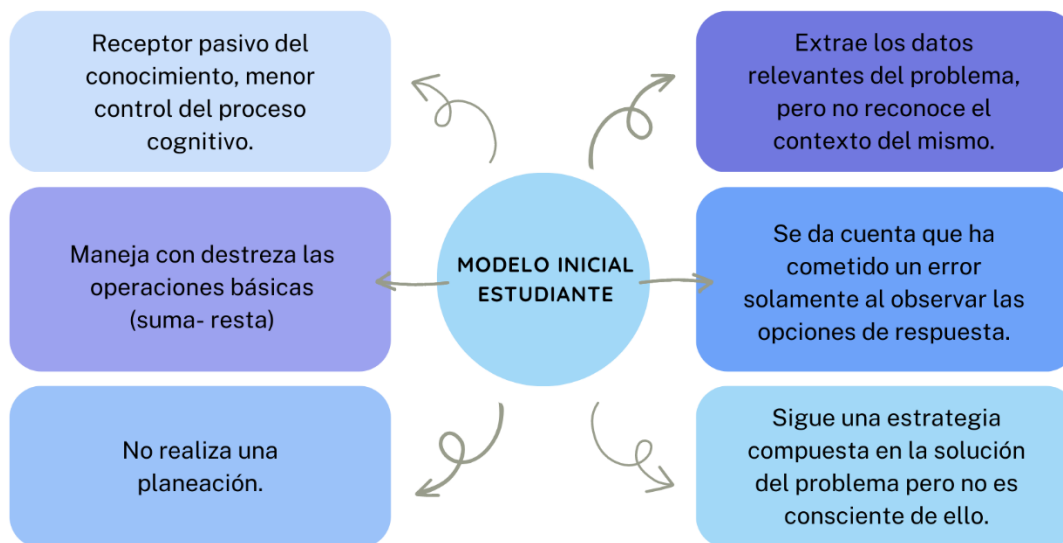 Receptor pasivo del
conocimiento, menor
control del proceso
cognitivo.
Extrae los datos
relevantes del problema,
pero no reconoce el
contexto del mismo.
Maneja con destreza las
operaciones básicas
(suma- resta)
MODELO INICIAL
ESTUDIANTE
Se da cuenta que ha
cometido un error
solamente al observar las
opciones de respuesta.
No realiza una
planeación.
Sigue una estrategia
compuesta en la solución
del problema pero no es
consciente de ello.